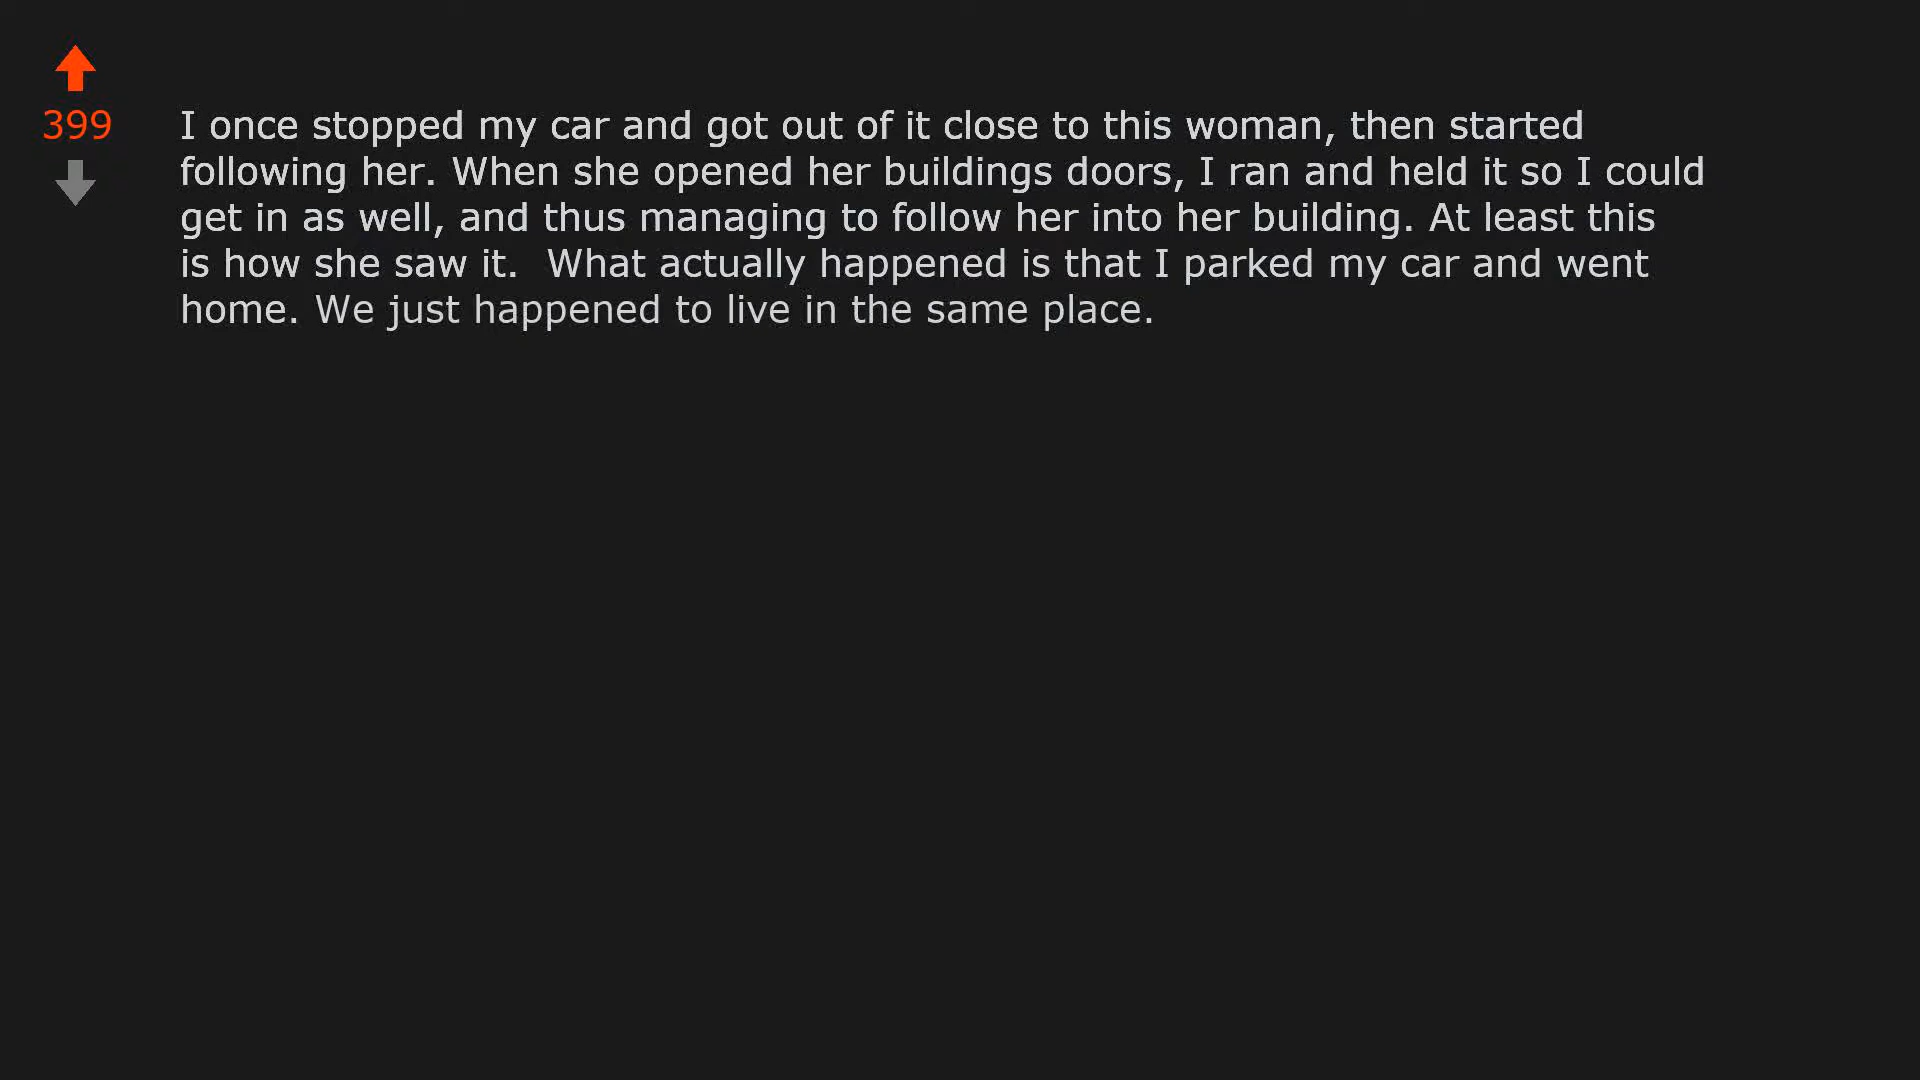 399
I once stopped my car and got out of it close to this woman, then started
following her. When she opened her buildings doors, I ran and held it so I could
get in as well, and thus managing to follow her into her building. At least this
is how she saw it.  What actually happened is that I parked my car and went
home. We just happened to live in the same place.